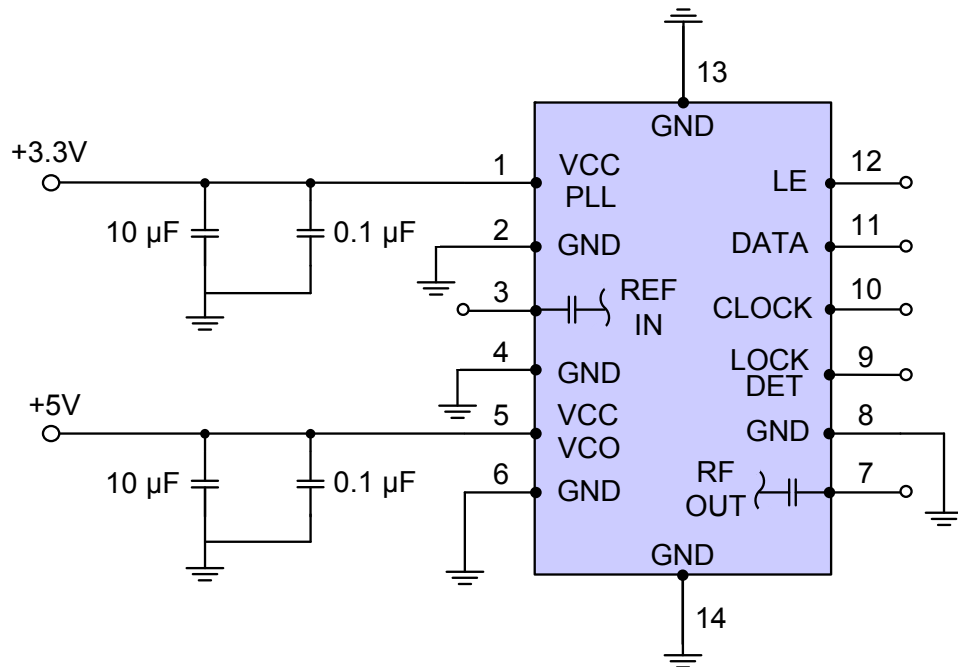 13
GND
+3.3V
1
VCC
PLL
12
LE
10 µF
0.1 µF
2
GND
11
DATA
3
REF
IN
10
CLOCK
4
GND
9
LOCK
DET
+5V
5
VCC
VCO
8
GND
10 µF
0.1 µF
6
GND
7
RF
OUT
GND
14